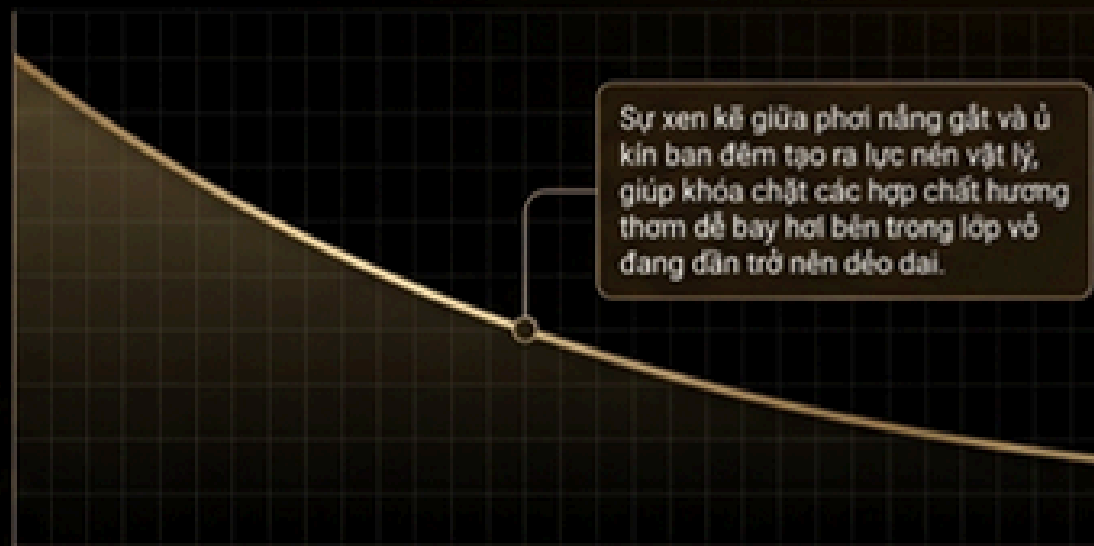 Sự xen kẽ giữa phơi nắng gắt và ủ
kín ban đêm tạo ra lực nén vật lý,
giúp khóa chặt các hợp chất hương
thơm dễ bay hơi bên trong lớp vỏ
đang dần trở nên dẻo dai.